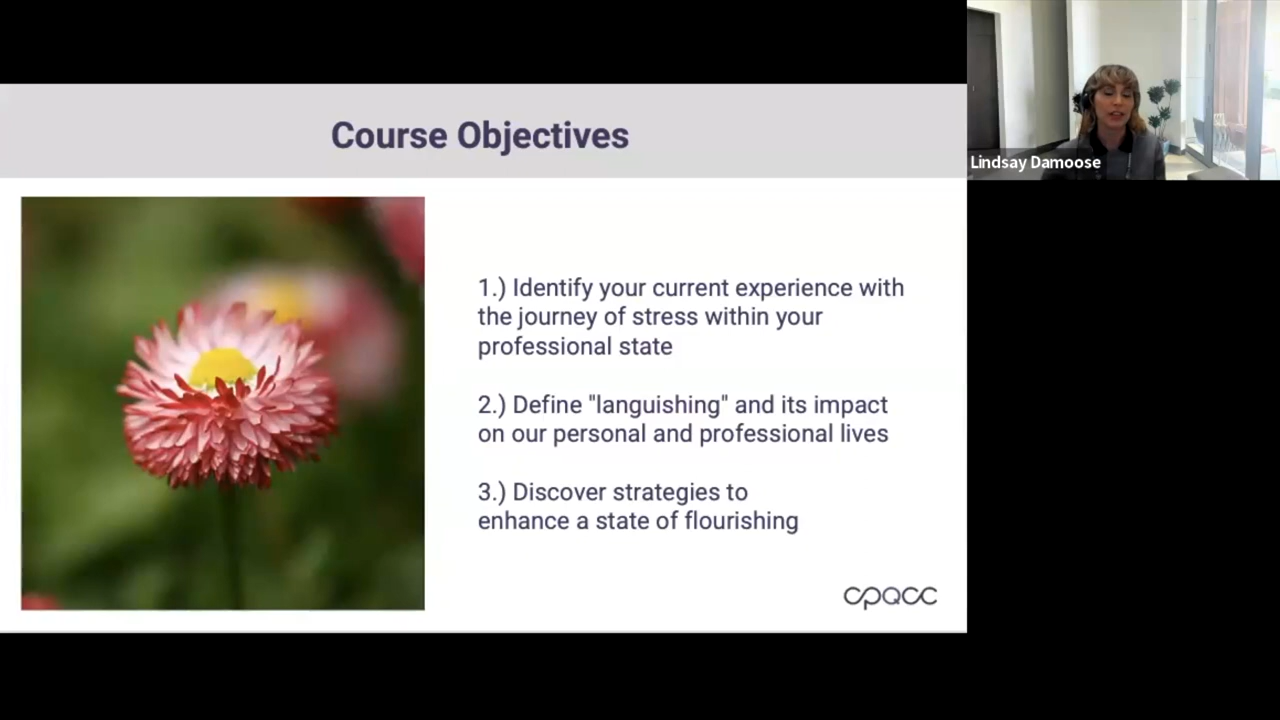 Course Objectives
Lindsay Damoose
1.) Identify your current experience with
the journey of stress within your
professional state
2.) Define "languishing" and its impact
on our personal and professional lives
3.) Discover strategies to
enhance a state of flourishing
cpqcc